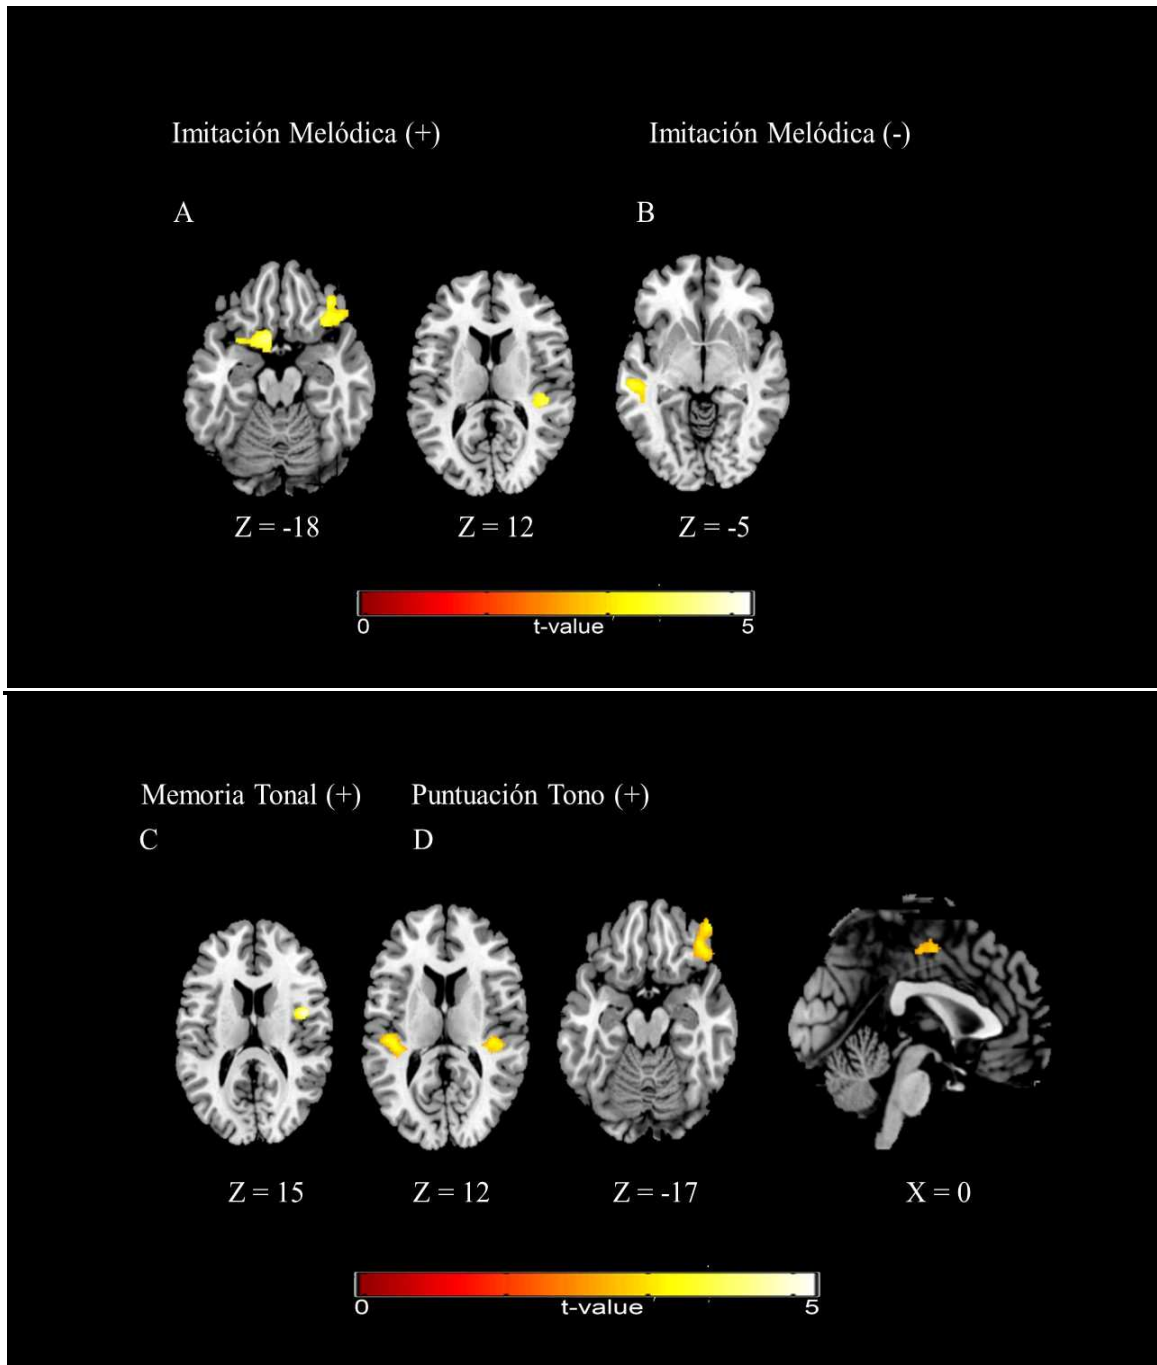 Imitación Melódica (+)
Imitación Melódica (-)
A
B
Z = -18
Z = 12
Z = -5
0
t-value
5
Memoria Tonal (+)
Puntuación Tono (+)
C
D
Z = 15
Z = 12
Z = -17
X = 0
0
t-value
5